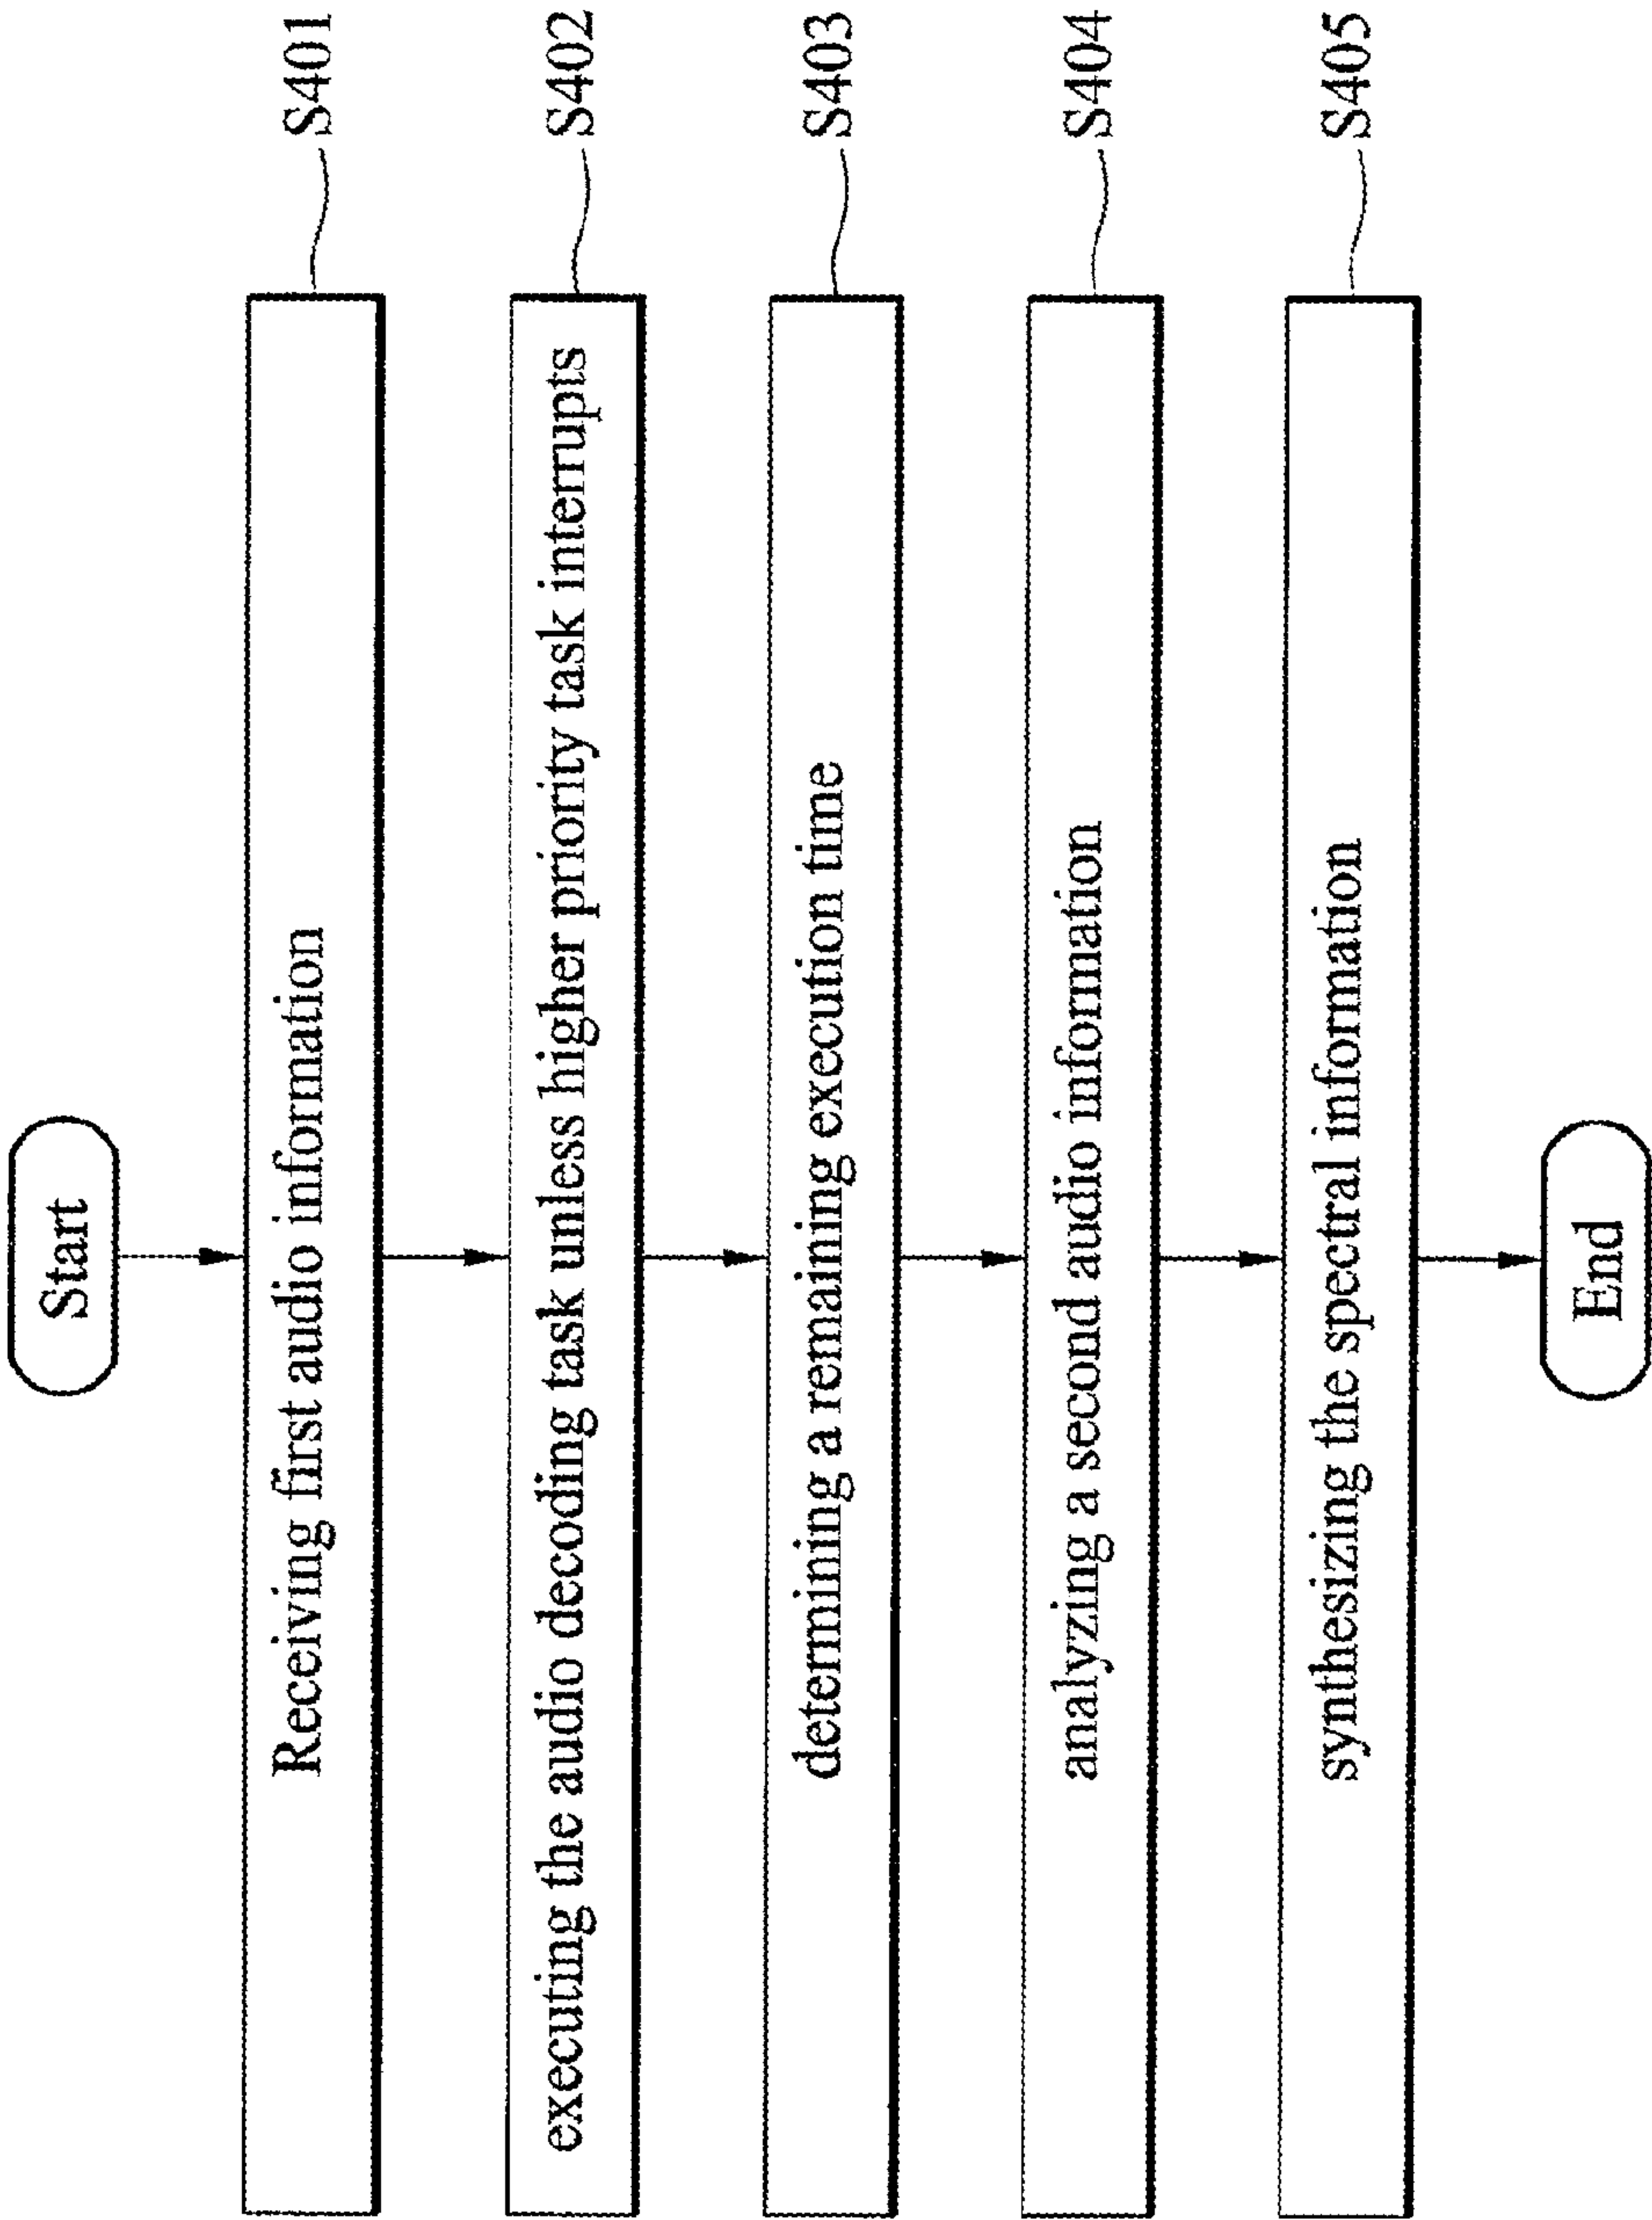 Start
Receiving first audio information
S401
executing the audio decoding task unless higher priority task interrupts
S402
determining a remaining execution time
S403
analyzing a second audio information
S404
synthesizing the spectral information
S405
End